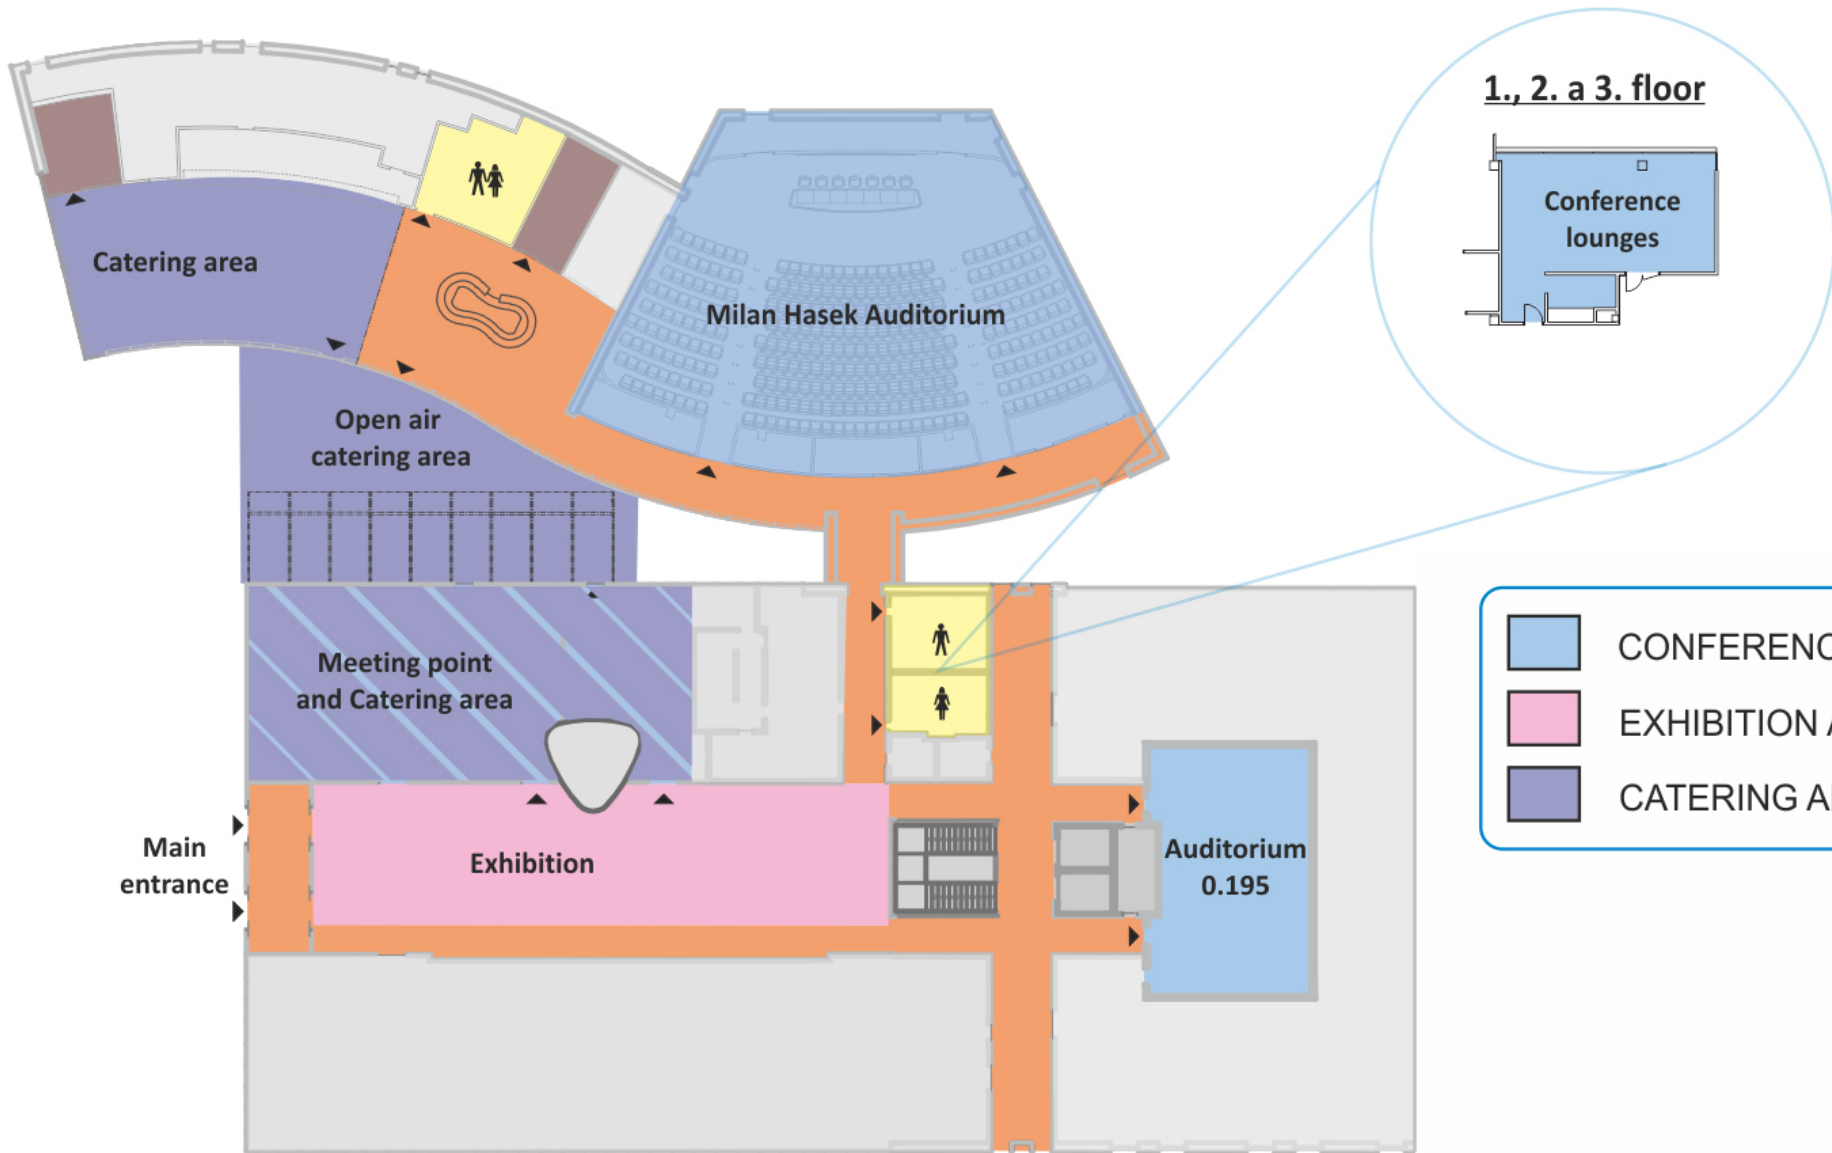 1., 2. a 3. floor
Conference
lounges
Catering area
Milan Hasek Auditorium
Open air
catering area
Meeting point
and Catering area
Main
entrance
Exhibition
Auditorium
0.195
CONFERENC
EXHIBITION A
CATERING A